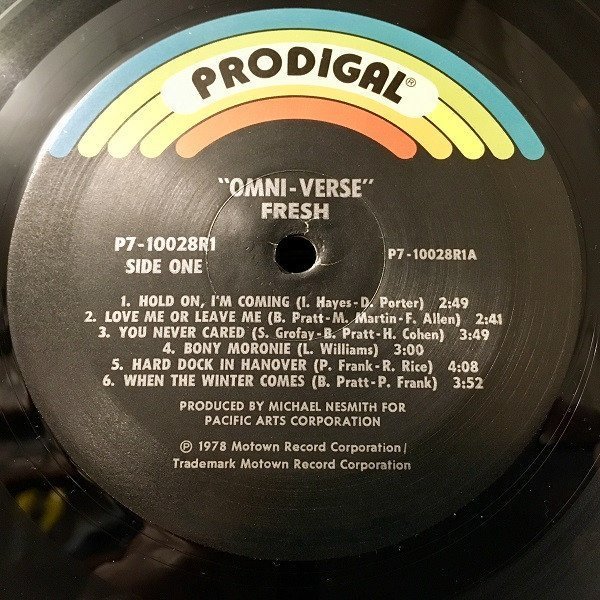 PRODIGAL®
"OMNI-VERSE"
FRESH
P7-10028R1
SIDE ONE
P7-10028R1A
1. HOLD ON, I'M COMING (I. Hayes-D. Porter) 2:49
2. LOVE ME OR LEAVE ME (B. Pratt-M. Martin-F. Allen) 2:41
3. YOU NEVER CARED (S. Grofay-B. Pratt-H. Cohen) 3:49
4. BONY MORONIE (L. Williams) 3:00
5. HARD DOCK IN HANOVER (P. Frank-R. Rice) 4:08
6. WHEN THE WINTER COMES (B. Pratt-P. Frank) 3:52
PRODUCED BY MICHAEL NESMITH FOR
PACIFIC ARTS CORPORATION
℗ 1978 Motown Record Corporation/
Trademark Motown Record Corporation